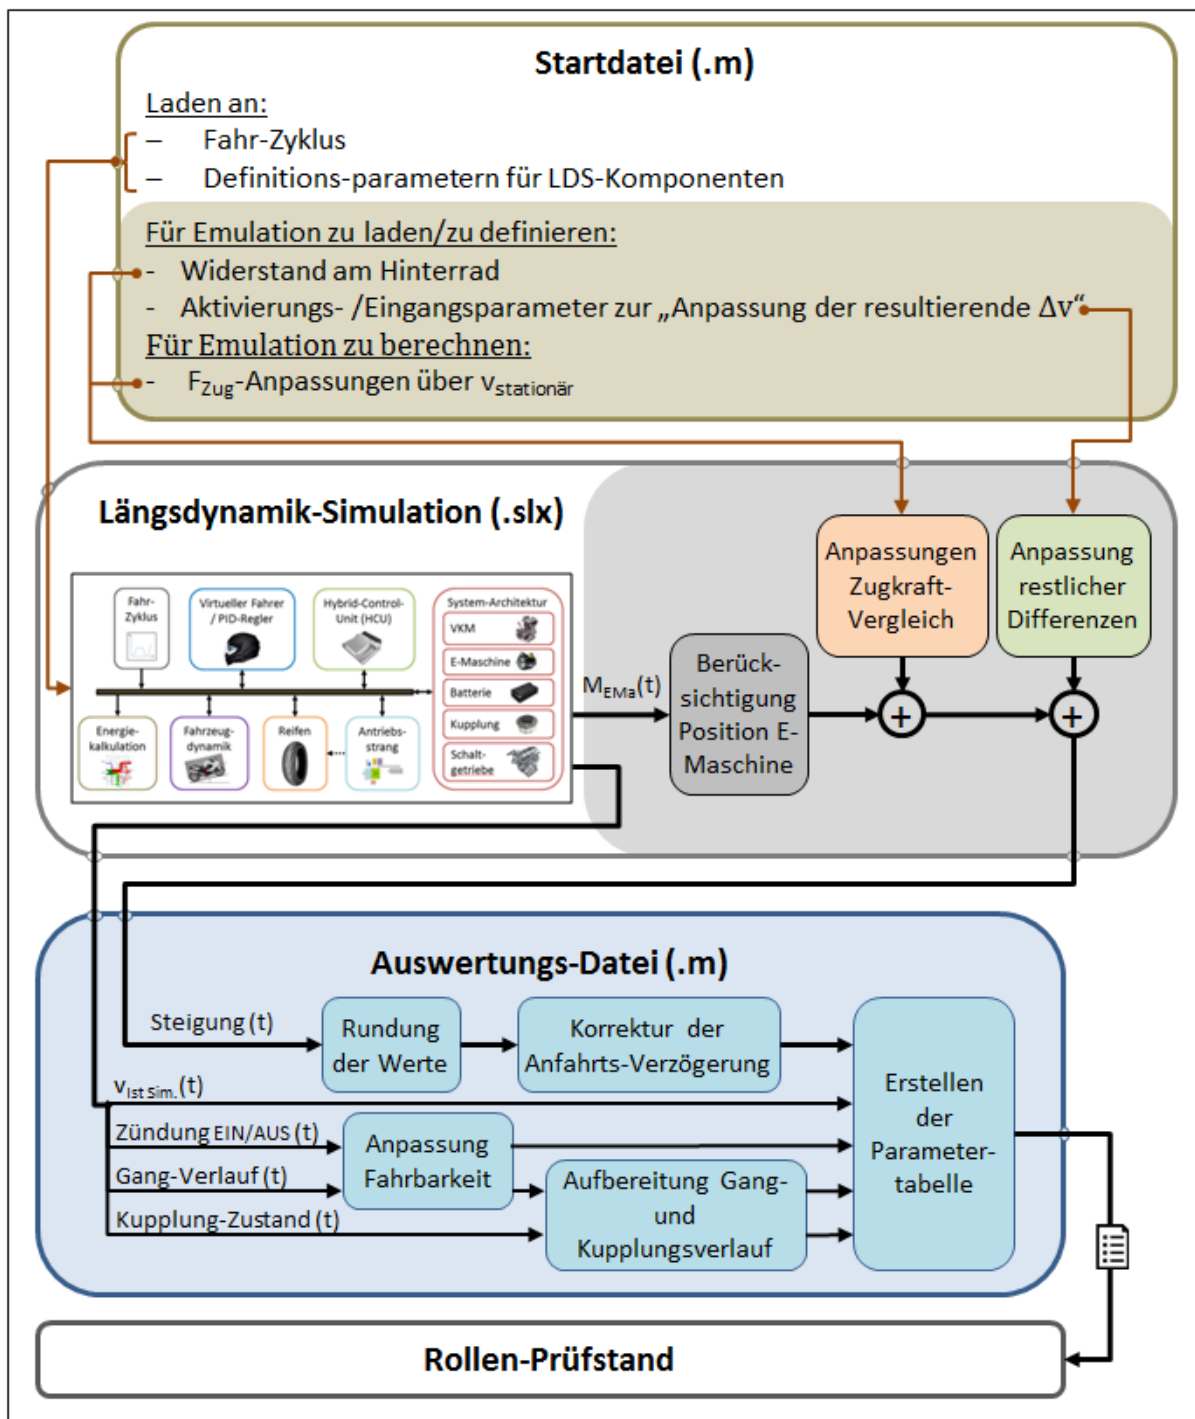 Startdatei (.m)
Laden an:
– Fahr-Zyklus
– Definitions-parametern für LDS-Komponenten
Für Emulation zu laden/zu definieren:
- Widerstand am Hinterrad
- Aktivierungs- /Eingangsparameter zur „Anpassung der resultierende Δv“
Für Emulation zu berechnen:
- FZug-Anpassungen über vstationär
Längsdynamik-Simulation (.slx)
Fahr-
Zyklus
Virtueller Fahrer
/ PID-Regler
Hybrid-Control-
Unit (HCU)
System-Architektur
VKM
E-Maschine
Batterie
Kupplung
Schalt-
getriebe
Energie-
kalkulation
Fahrzeug-
dynamik
Reifen
Antriebs-
strang
MEMa(t)
Berück-
sichtigung
Position E-
Maschine
Anpassungen
Zugkraft-
Vergleich
Anpassung
restlicher
Differenzen
+
+
Auswertungs-Datei (.m)
Steigung (t)
Rundung
der Werte
Korrektur der
Anfahrts-Verzögerung
vIst Sim.(t)
Zündung EIN/AUS (t)
Gang-Verlauf (t)
Kupplung-Zustand (t)
Anpassung
Fahrbarkeit
Aufbereitung Gang-
und
Kupplungsverlauf
Erstellen
der
Parameter-
tabelle
Rollen-Prüfstand